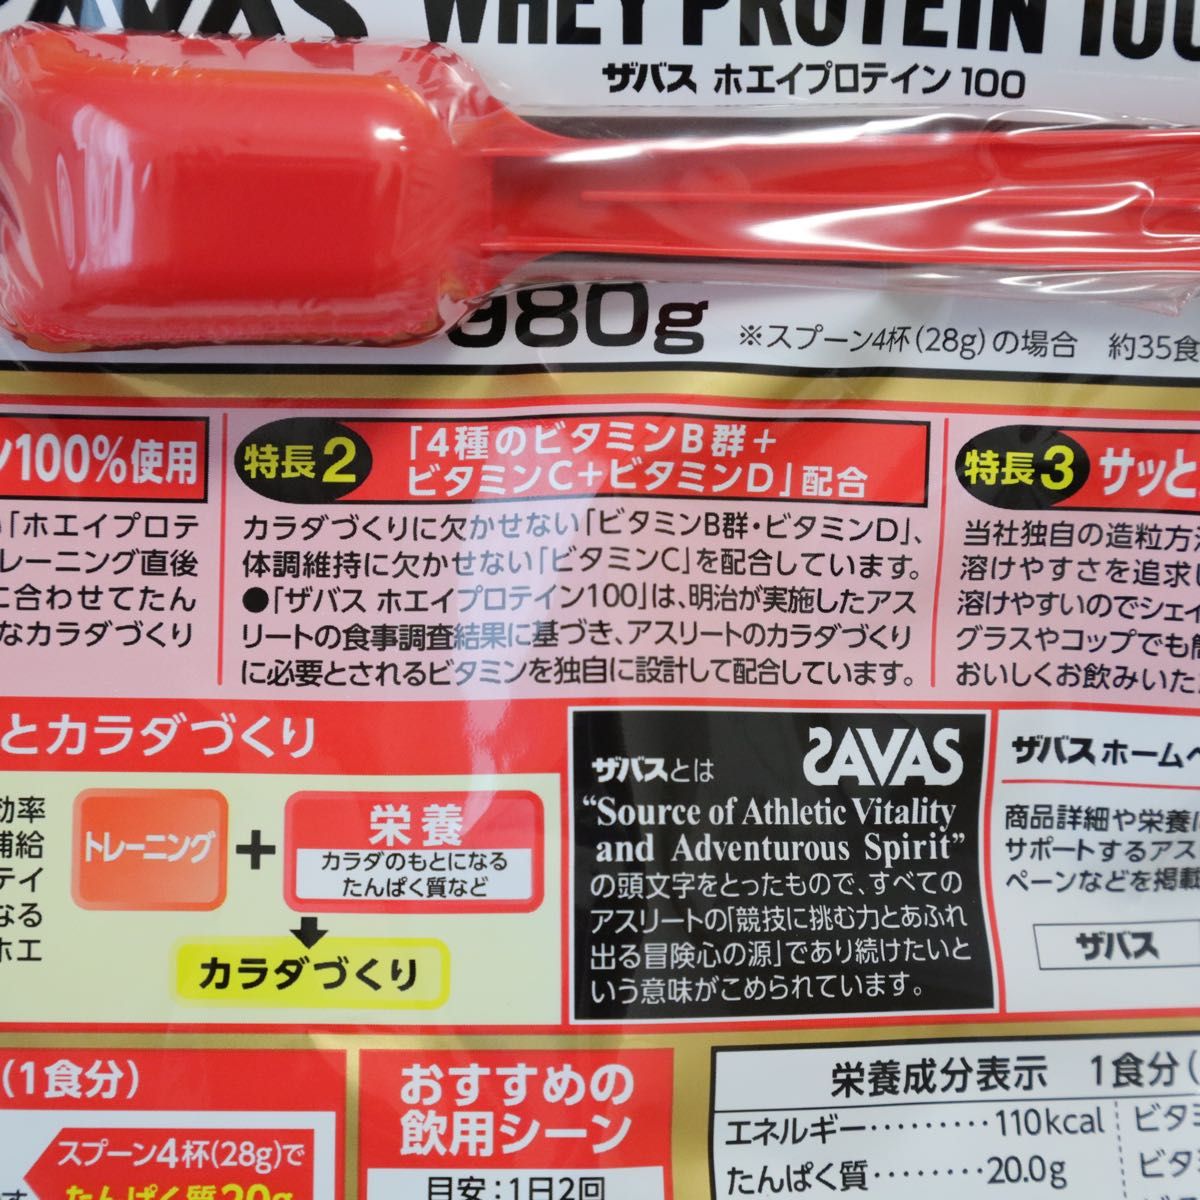 SAVAS WHEY PROTEIN 100
ザバス ホエイプロテイン 100
980g ※スプーン4杯(28g)の場合 約35食
ン100%使用
「ホエイプロテ
レーニング直後
に合わせてたん
なカラダづくり
特長2
「4種のビタミンB群+
ビタミンC+ビタミンD」配合
カラダづくりに欠かせない「ビタミンB群・ビタミンD」、
体調維持に欠かせない「ビタミンC」を配合しています。
●「ザバス ホエイプロテイン100」は、明治が実施したアス
リートの食事調査結果に基づき、アスリートのカラダづくり
に必要とされるビタミンを独自に設計して配合しています。
特長3 サッと
当社独自の造粒方
溶けやすさを追求
溶けやすいのでシェイ
グラスやコップでも
おいしくお飲みいた
とカラダづくり
効率
補給
テイ
なる
ホエ
トレーニング + 栄養
カラダのもとになる
たんぱく質など
カラダづくり
ザバスとは SAVAS
“Source of Athletic Vitality
and Adventurous Spirit”
の頭文字をとったもので、すべての
アスリートの「競技に挑む力とあふれ
出る冒険心の源」であり続けたいと
いう意味がこめられています。
ザバス ホームペ
商品詳細や栄養
サポートするアス
ペーンなどを掲載
ザバス
(1食分)
スプーン4杯(28g)で
たんぱく質20g
おすすめの
飲用シーン
目安:1日2回
栄養成分表示 1食分(
エネルギー………110kcal
たんぱく質………20.0g
ビタ
ビタ